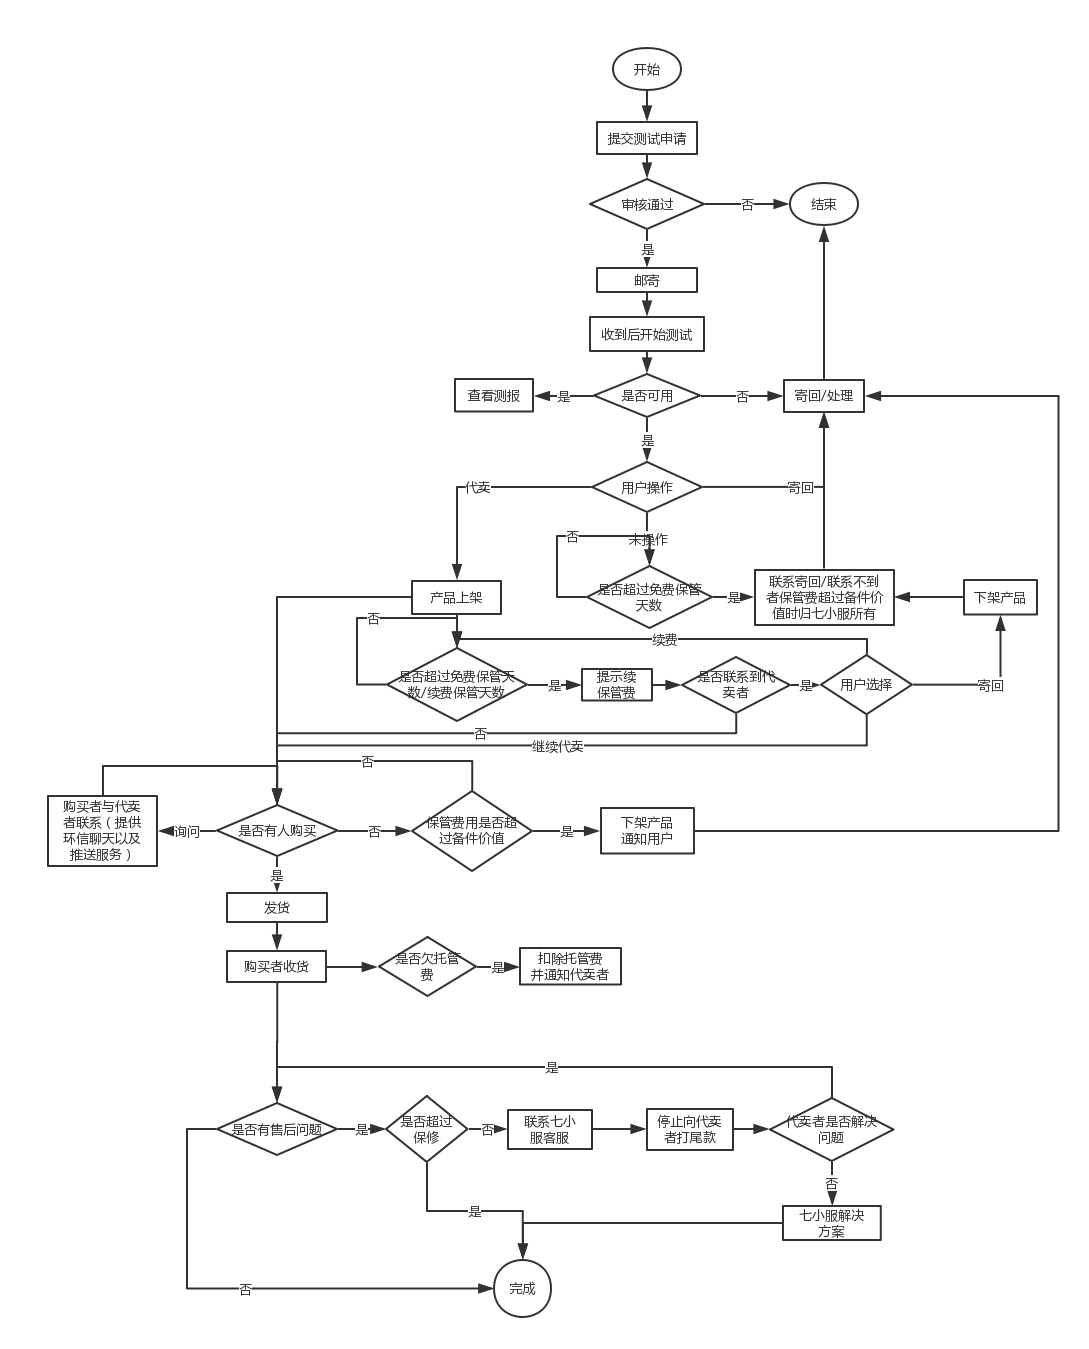 开始
提交测试申请
审核通过
否
结束
是
邮寄
收到后开始测试
查看测报
是
是否可用
否
寄回/处理
是
代卖
用户操作
寄回
否
未操作
是否超过免费保管
天数
是
联系寄回/联系不到
者保管费超过备件价
值时归七小服所有
下架产品
产品上架
否
续费
是否超过免费保管天
数/续费保管天数
是
提示续
保管费
是否联系到代
卖者
是
用户选择
寄回
否
继续代卖
否
购买者与代卖
者联系（提供
环信聊天以及
推送服务）
询问
是否有人购买
否
保管费用是否超
过备件价值
是
下架产品
通知用户
是
发货
购买者收货
是否欠托管
费
是
扣除托管费
并通知代卖者
是
是否有售后问题
是
是否超过
保修
否
联系七小
服客服
停止向代卖
者打尾款
代卖者是否解决
问题
否
是
七小服解决
方案
否
完成